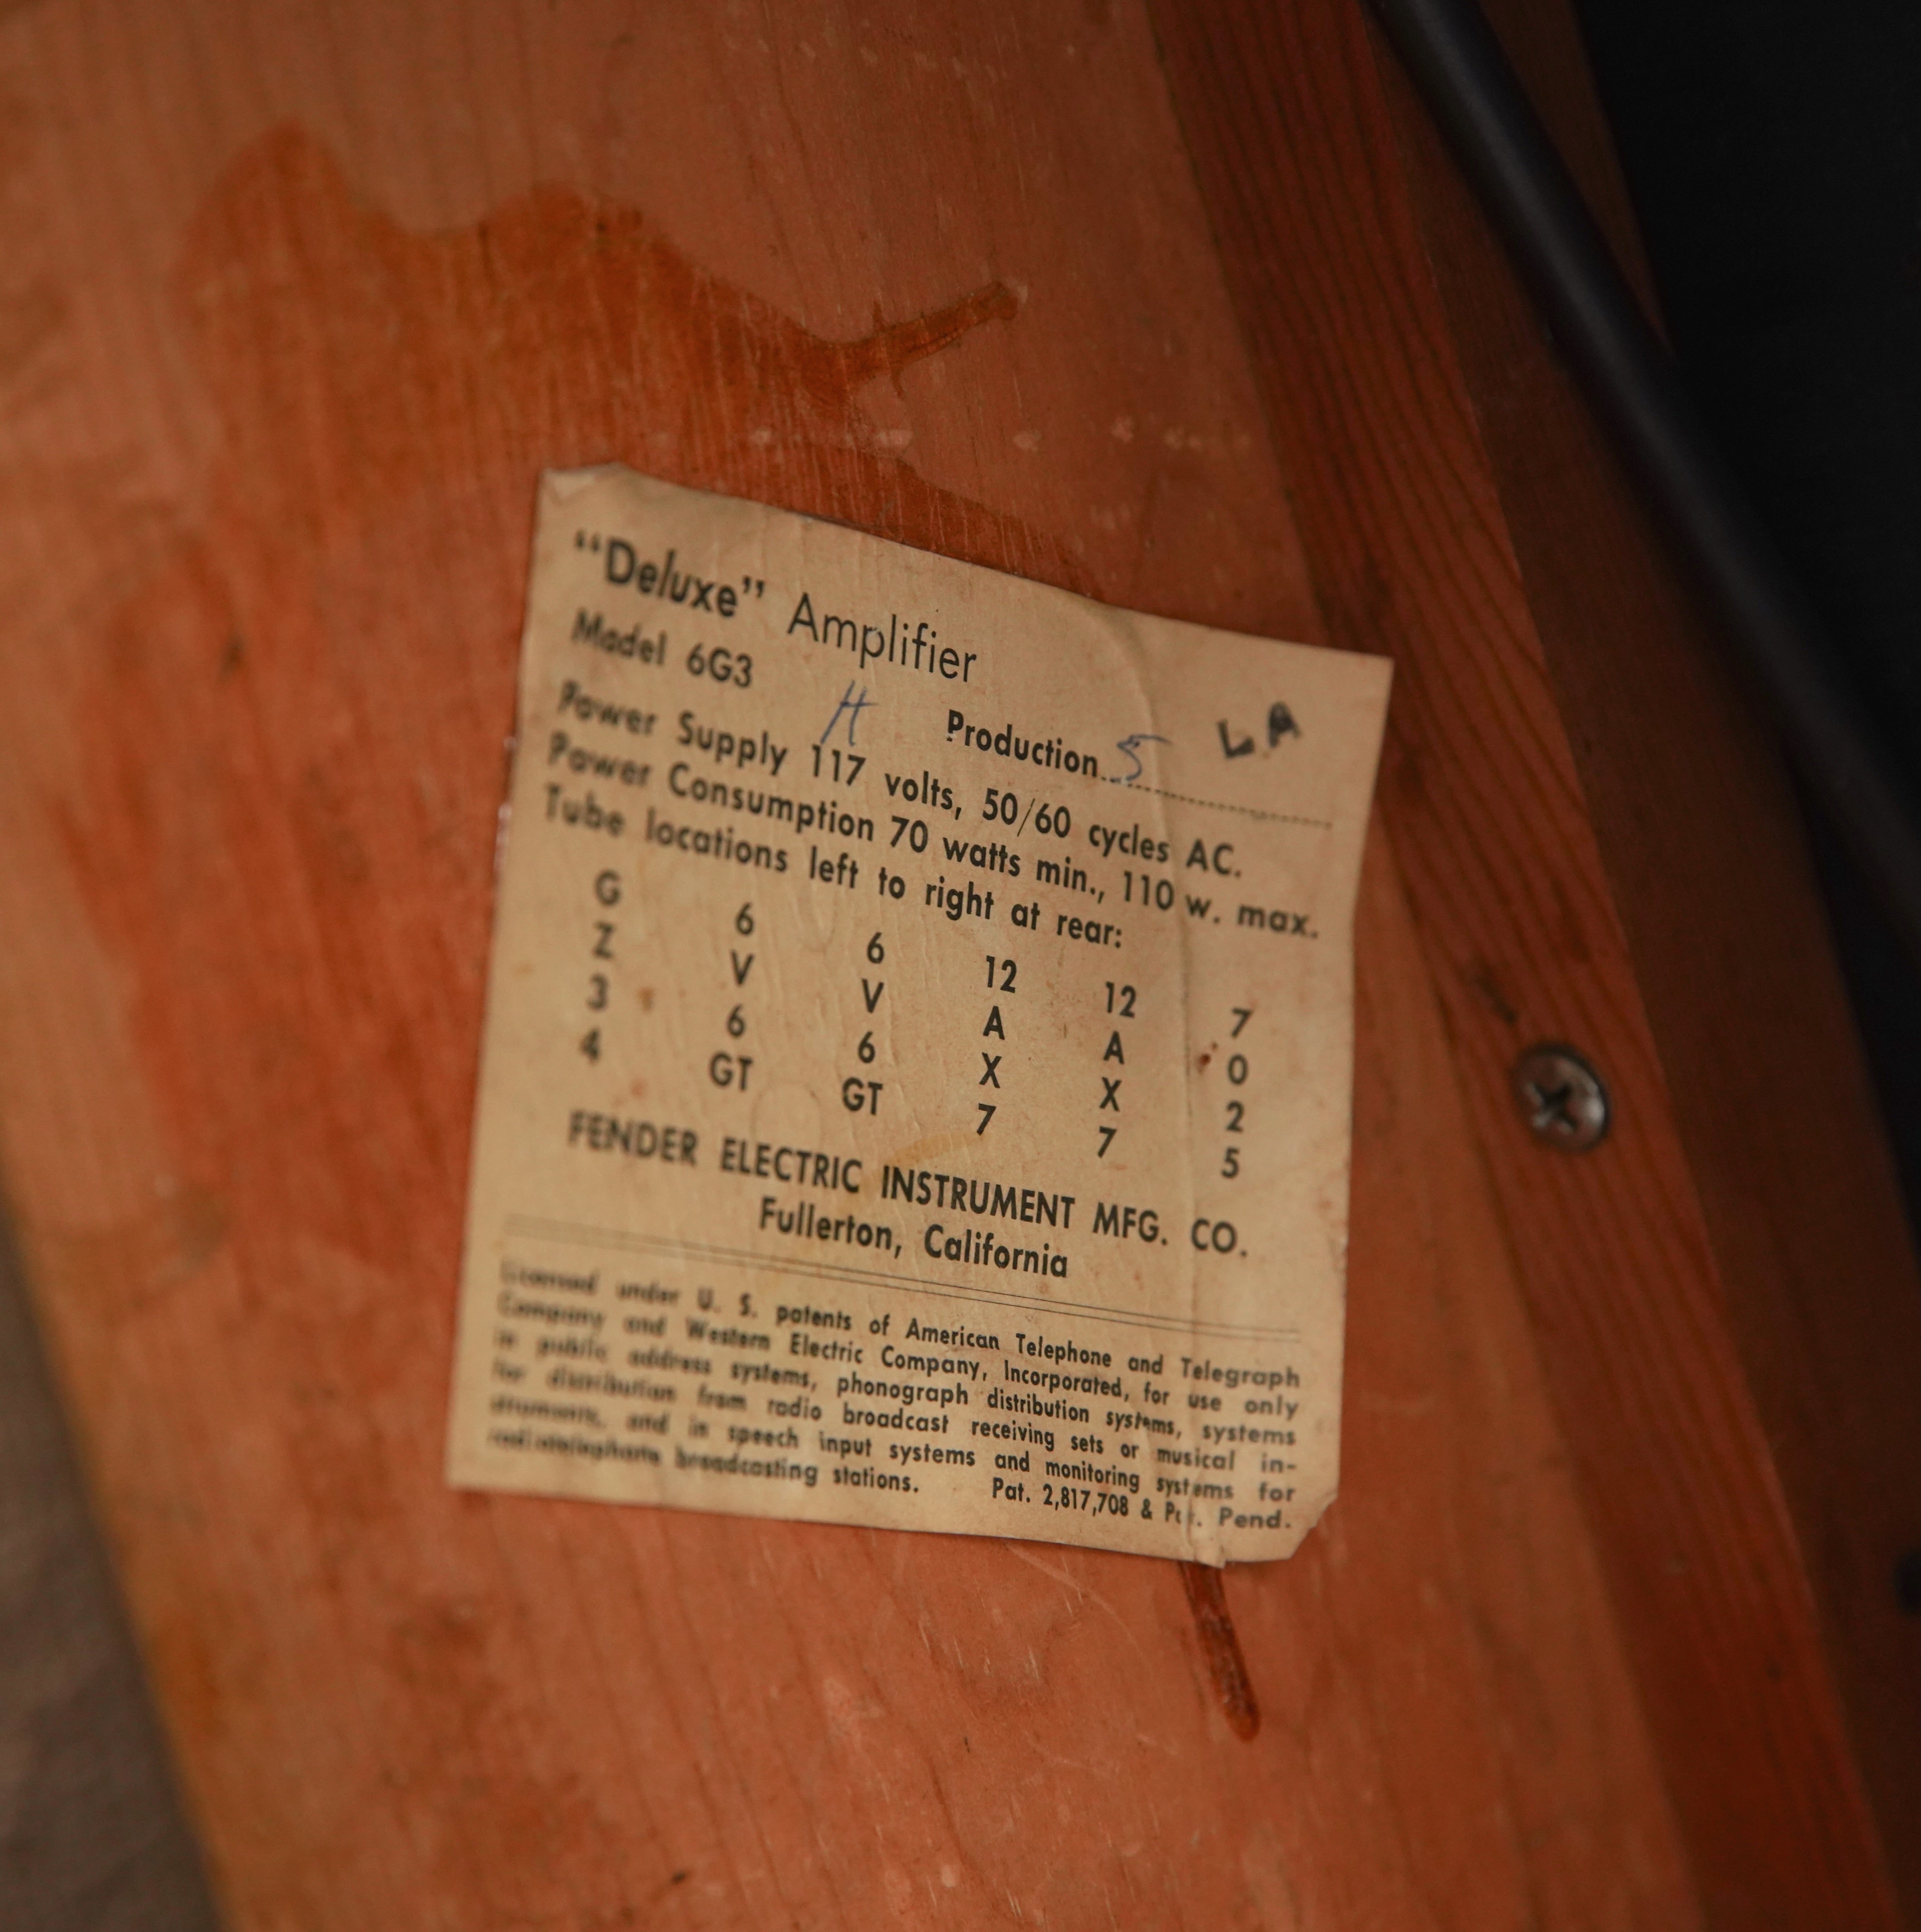 “Deluxe” Amplifier
Model 6G3 H Production 5 LA
Power Supply 117 volts, 50/60 cycles AC.
Power Consumption 70 watts min., 110 w. max.
Tube locations left to right at rear:
G 6 6 12 12 7
Z V V A A 0
3 6 6 X X 2
4 GT GT 7 7 5
FENDER ELECTRIC INSTRUMENT MFG. CO.
Fullerton, California
Licensed under U. S. patents of American Telephone and Telegraph
Company and Western Electric Company, Incorporated, for use only
in public address systems, phonograph distribution systems, systems
for distribution from radio broadcast receiving sets or musical in-
struments, and in speech input systems and monitoring systems for
radiotelephone broadcasting stations. Pat. 2,817,708 & Pat. Pend.